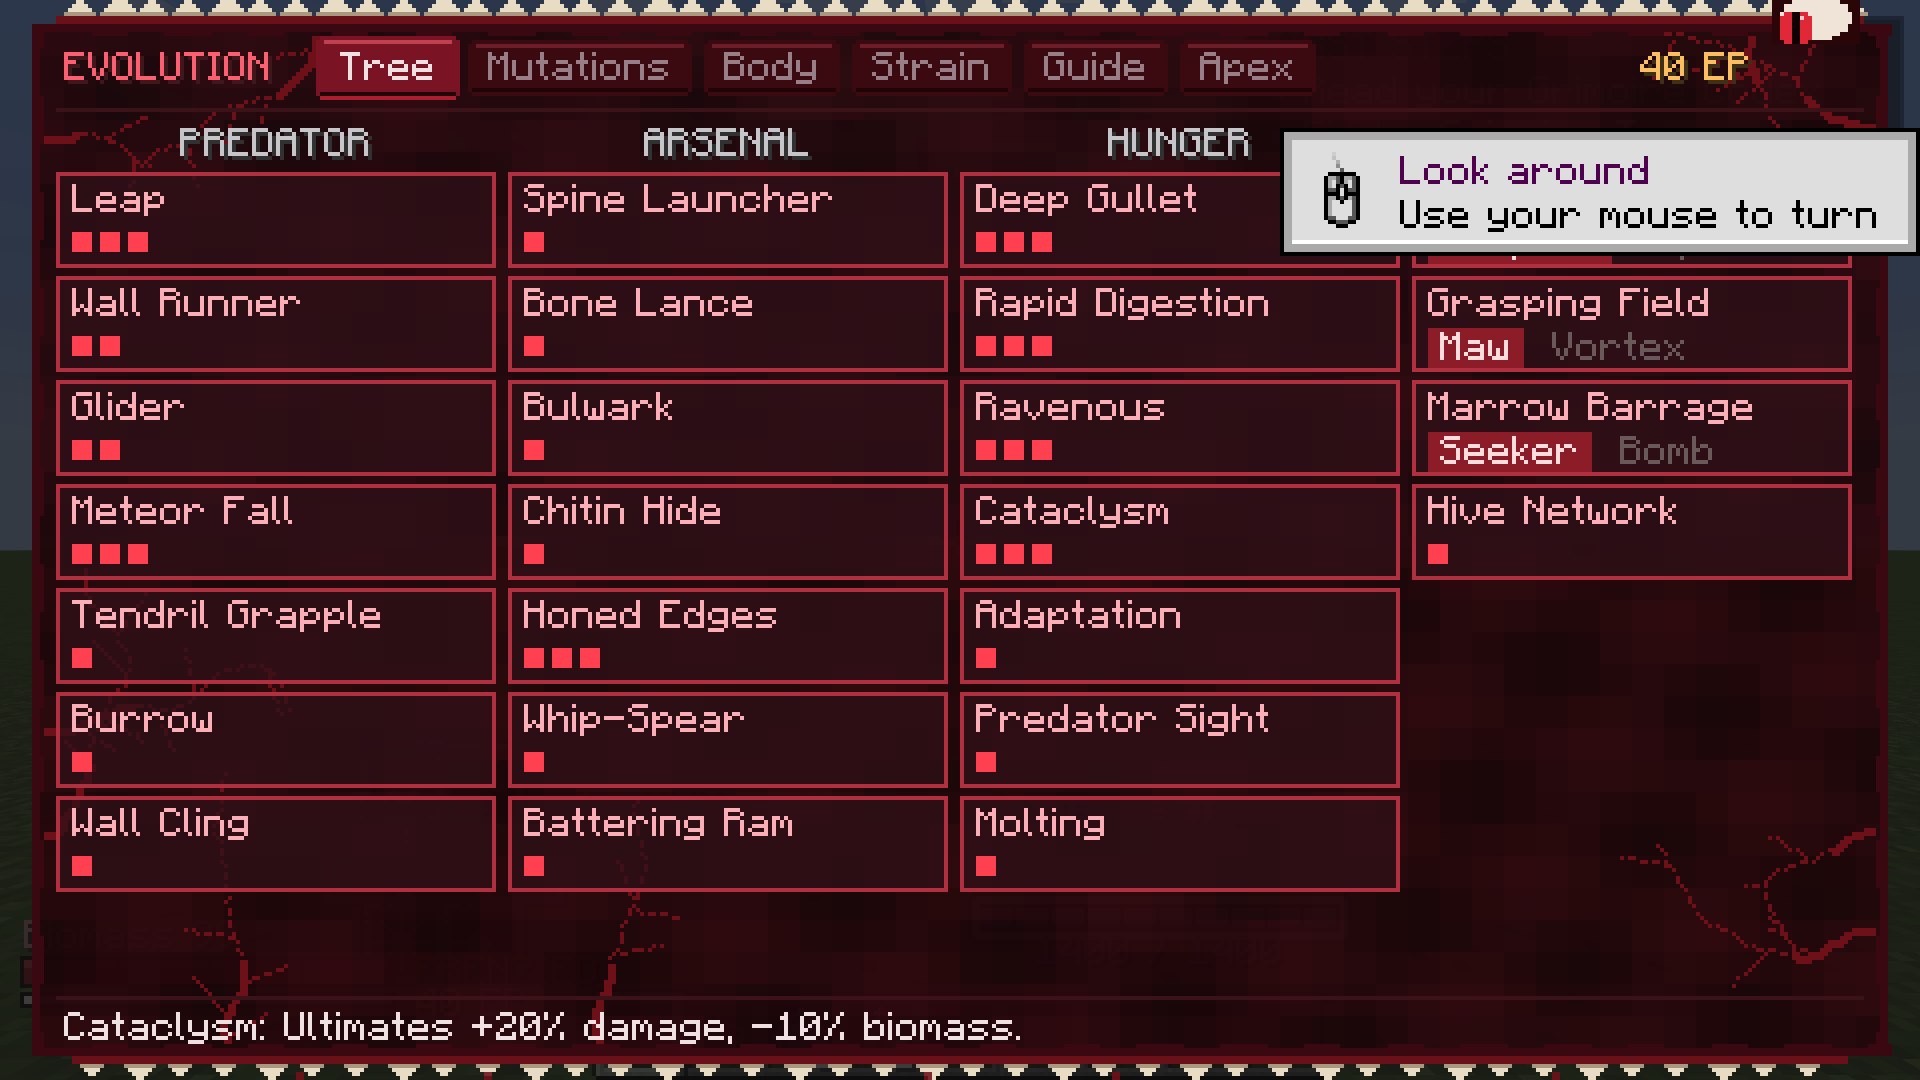 EVOLUTION Tree Mutations Body Strain Guide Apex 40 EP
PREDATOR ARSENAL HUNGER
Look around
Use your mouse to turn
Leap Spine Launcher Deep Gullet
Wall Runner Bone Lance Rapid Digestion Grasping Field
Maw Vortex
Glider Bulwark Ravenous Marrow Barrage
Seeker Bomb
Meteor Fall Chitin Hide Cataclysm Hive Network
Tendril Grapple Honed Edges Adaptation
Burrow Whip-Spear Predator Sight
Wall Cling Battering Ram Molting
Cataclysm: Ultimates +20% damage, -10% biomass.